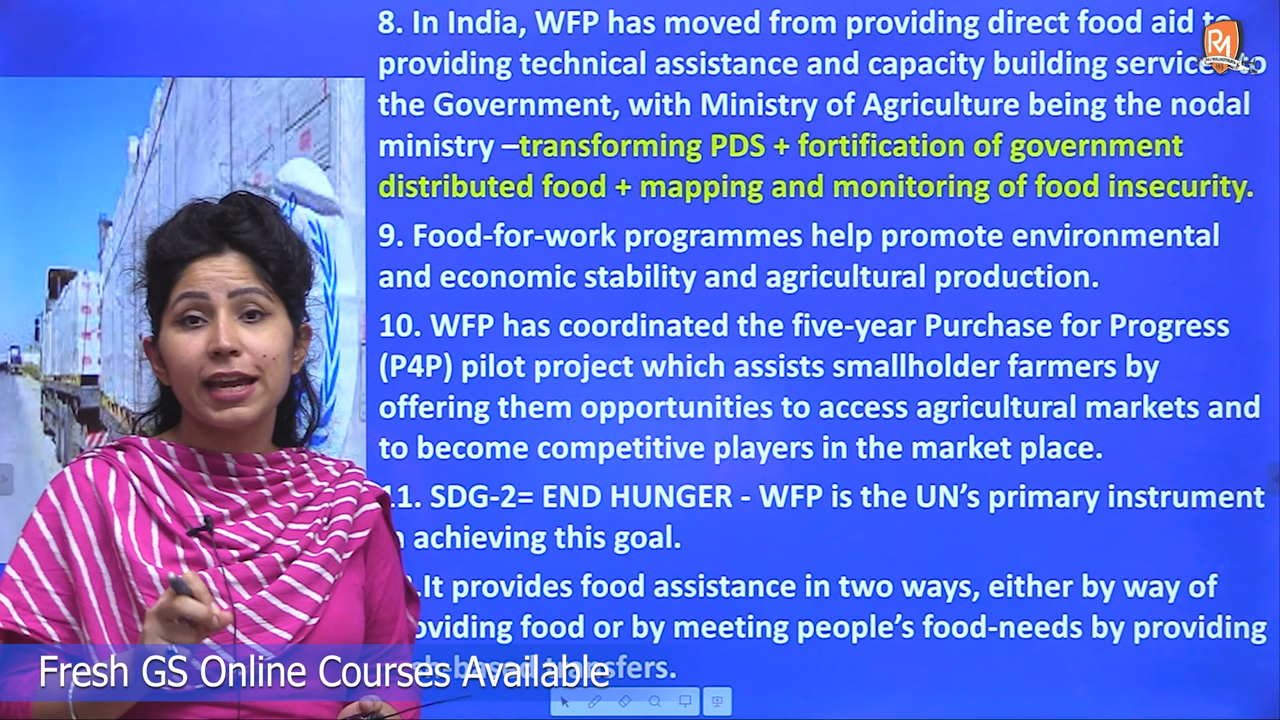 8. In India, WFP has moved from providing direct food aid to
providing technical assistance and capacity building services to
the Government, with Ministry of Agriculture being the nodal
ministry –transforming PDS + fortification of government
distributed food + mapping and monitoring of food insecurity.
9. Food-for-work programmes help promote environmental
and economic stability and agricultural production.
10. WFP has coordinated the five-year Purchase for Progress
(P4P) pilot project which assists smallholder farmers by
offering them opportunities to access agricultural markets and
to become competitive players in the market place.
11. SDG-2= END HUNGER - WFP is the UN’s primary instrument
achieving this goal.
.It provides food assistance in two ways, either by way of
providing food or by meeting people’s food-needs by providing
transfers.
Fresh GS Online Courses Available
RM